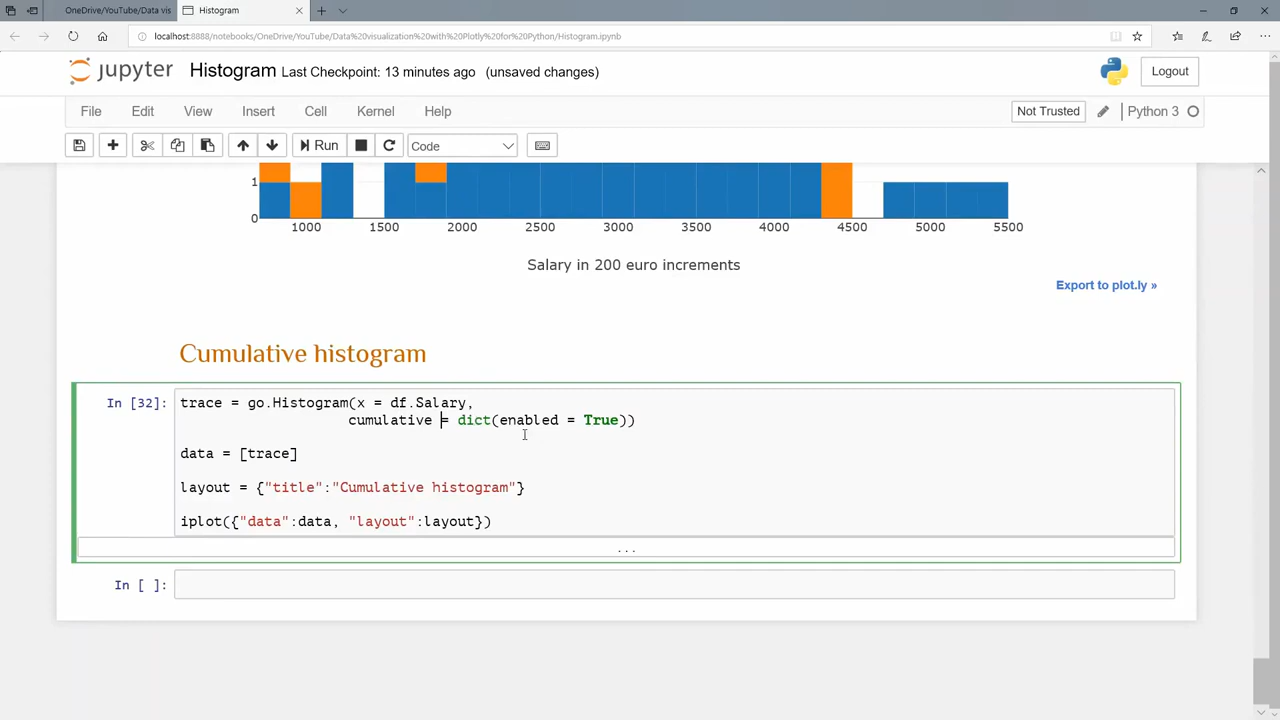 OneDrive/YouTube/Data vis
Histogram
localhost:8888/notebooks/OneDrive/YouTube/Data%20visualization%20with%20Plotly%20for%20Python/Histogram.ipynb
jupyter Histogram Last Checkpoint: 13 minutes ago (unsaved changes)
Logout
File Edit View Insert Cell Kernel Help
Not Trusted
Python 3
Run
Code
1
0
1000 1500 2000 2500 3000 3500 4000 4500 5000 5500
Salary in 200 euro increments
Export to plot.ly »
Cumulative histogram
In [32]:
trace = go.Histogram(x = df.Salary,
cumulative = dict(enabled = True))
data = [trace]
layout = {"title":"Cumulative histogram"}
iplot({"data":data, "layout":layout})
...
In [ ]: